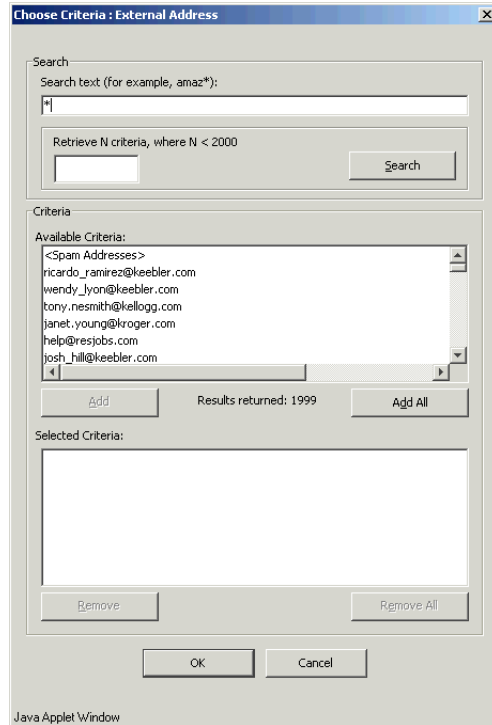 Choose Criteria : External Address
Search
Search text (for example, amaz*):
*
Retrieve N criteria, where N < 2000
Search
Criteria
Available Criteria:
<Spam Addresses>
ricardo_ramirez@keebler.com
wendy_lyon@keebler.com
tony.nesmith@kellogg.com
janet.young@kroger.com
help@resjobs.com
josh_hill@keebler.com
Add Results returned: 1999 Add All
Selected Criteria:
Remove Remove All
OK Cancel
Java Applet Window